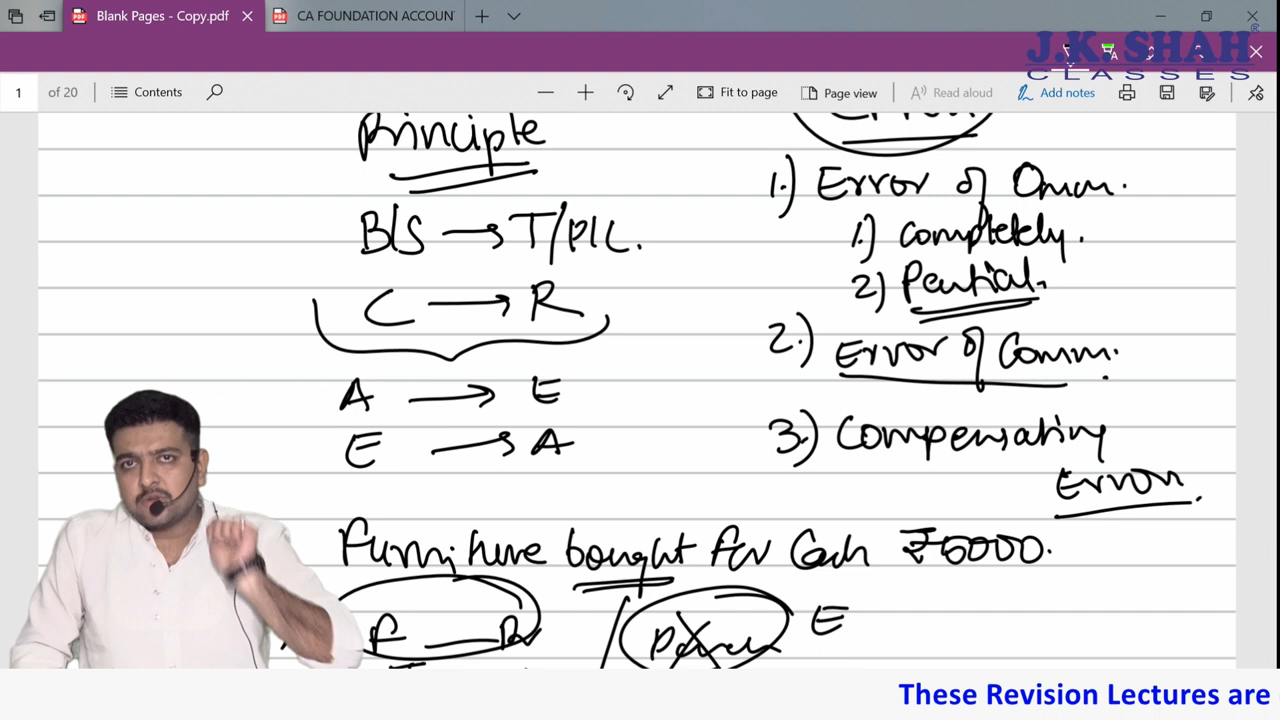 Blank Pages - Copy.pdf
CA FOUNDATION ACCOUN
J.K. SHAH®
CLASSES
1 of 20
Contents
Fit to page
Page view
Read aloud
Add notes
Principle
B/S → T/P/L.
C → R
A → E
E → A
Error
1.) Error of Omm.
1.) Completely.
2) Partial.
2.) Error of Comm.
3.) Compensating
Error.
Furniture bought for Cash ₹5000.
E
These Revision Lectures are